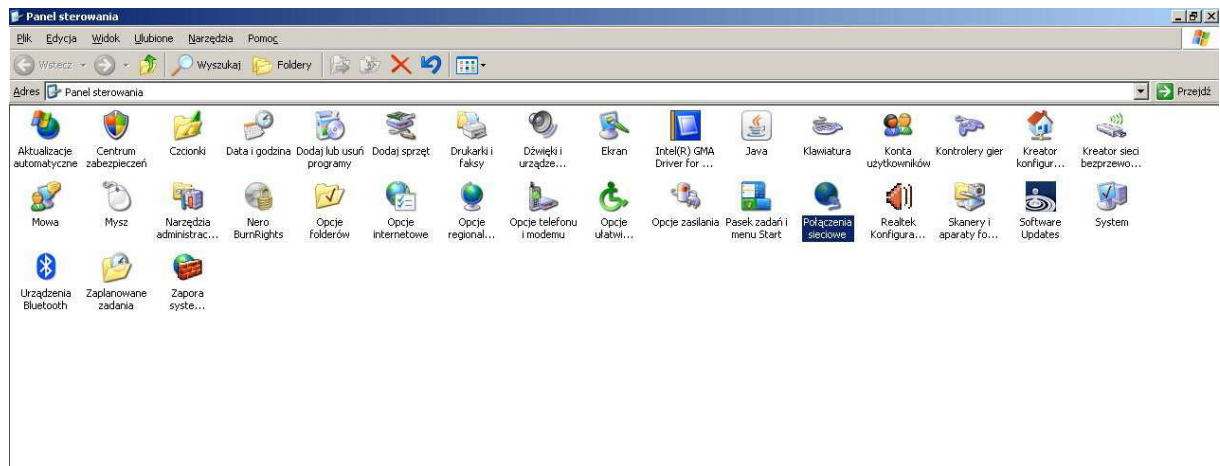 Panel sterowania
Plik Edycja Widok Ulubione Narzędzia Pomoc
Wstecz Wyszukaj Foldery
Adres Panel sterowania Przejdź
Aktualizacje automatyczne
Centrum zabezpieczeń
Czcionki
Data i godzina
Dodaj lub usuń programy
Dodaj sprzęt
Drukarki i faksy
Dźwięki i urządze...
Ekran
Intel(R) GMA Driver for ...
Java
Klawiatura
Konta użytkowników
Kontrolery gier
Kreator konfigur...
Kreator sieci bezprzewo...
Mowa
Mysz
Narzędzia administrac...
Nero BurnRights
Opcje folderów
Opcje internetowe
Opcje regional...
Opcje telefonu i modemu
Opcje ułatwi...
Opcje zasilania
Pasek zadań i menu Start
Połączenia sieciowe
Realtek Konfigura...
Skanery i aparaty fo...
Software Updates
System
Urządzenia Bluetooth
Zaplanowane zadania
Zapora syste...